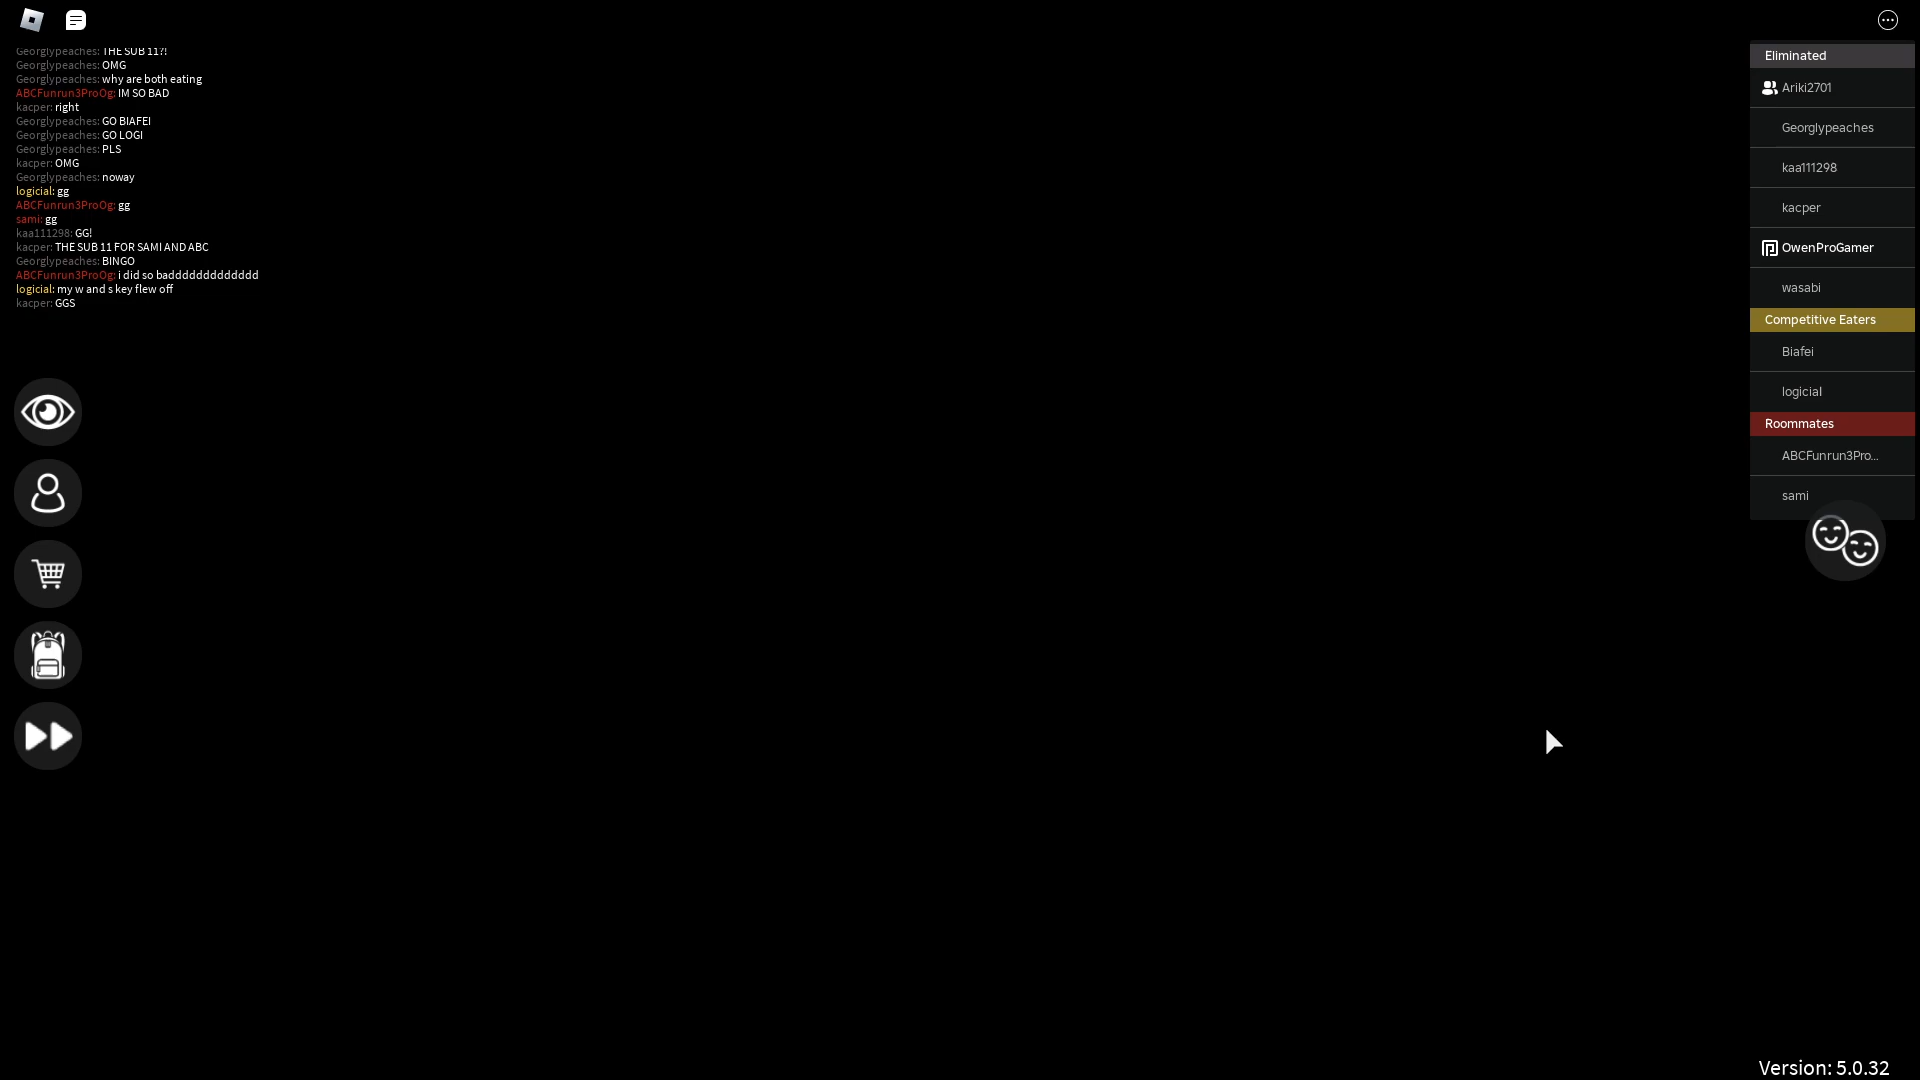 Georglypeaches: THE SUB 11?!
Georglypeaches: OMG
Georglypeaches: why are both eating
ABCFunrun3ProOg: IM SO BAD
kacper: right
Georglypeaches: GO BIAFEI
Georglypeaches: GO LOGI
Georglypeaches: PLS
kacper: OMG
Georglypeaches: noway
logicial: gg
ABCFunrun3ProOg: gg
sami: gg
kaa111298: GG!
kacper: THE SUB 11 FOR SAMI AND ABC
Georglypeaches: BINGO
ABCFunrun3ProOg: i did so badddddddddddd
logicial: my w and s key flew off
kacper: GGS
Eliminated
Ariki2701
Georglypeaches
kaa111298
kacper
OwenProGamer
wasabi
Competitive Eaters
Biafei
logicial
Roommates
ABCFunrun3Pro...
sami
Version: 5.0.32